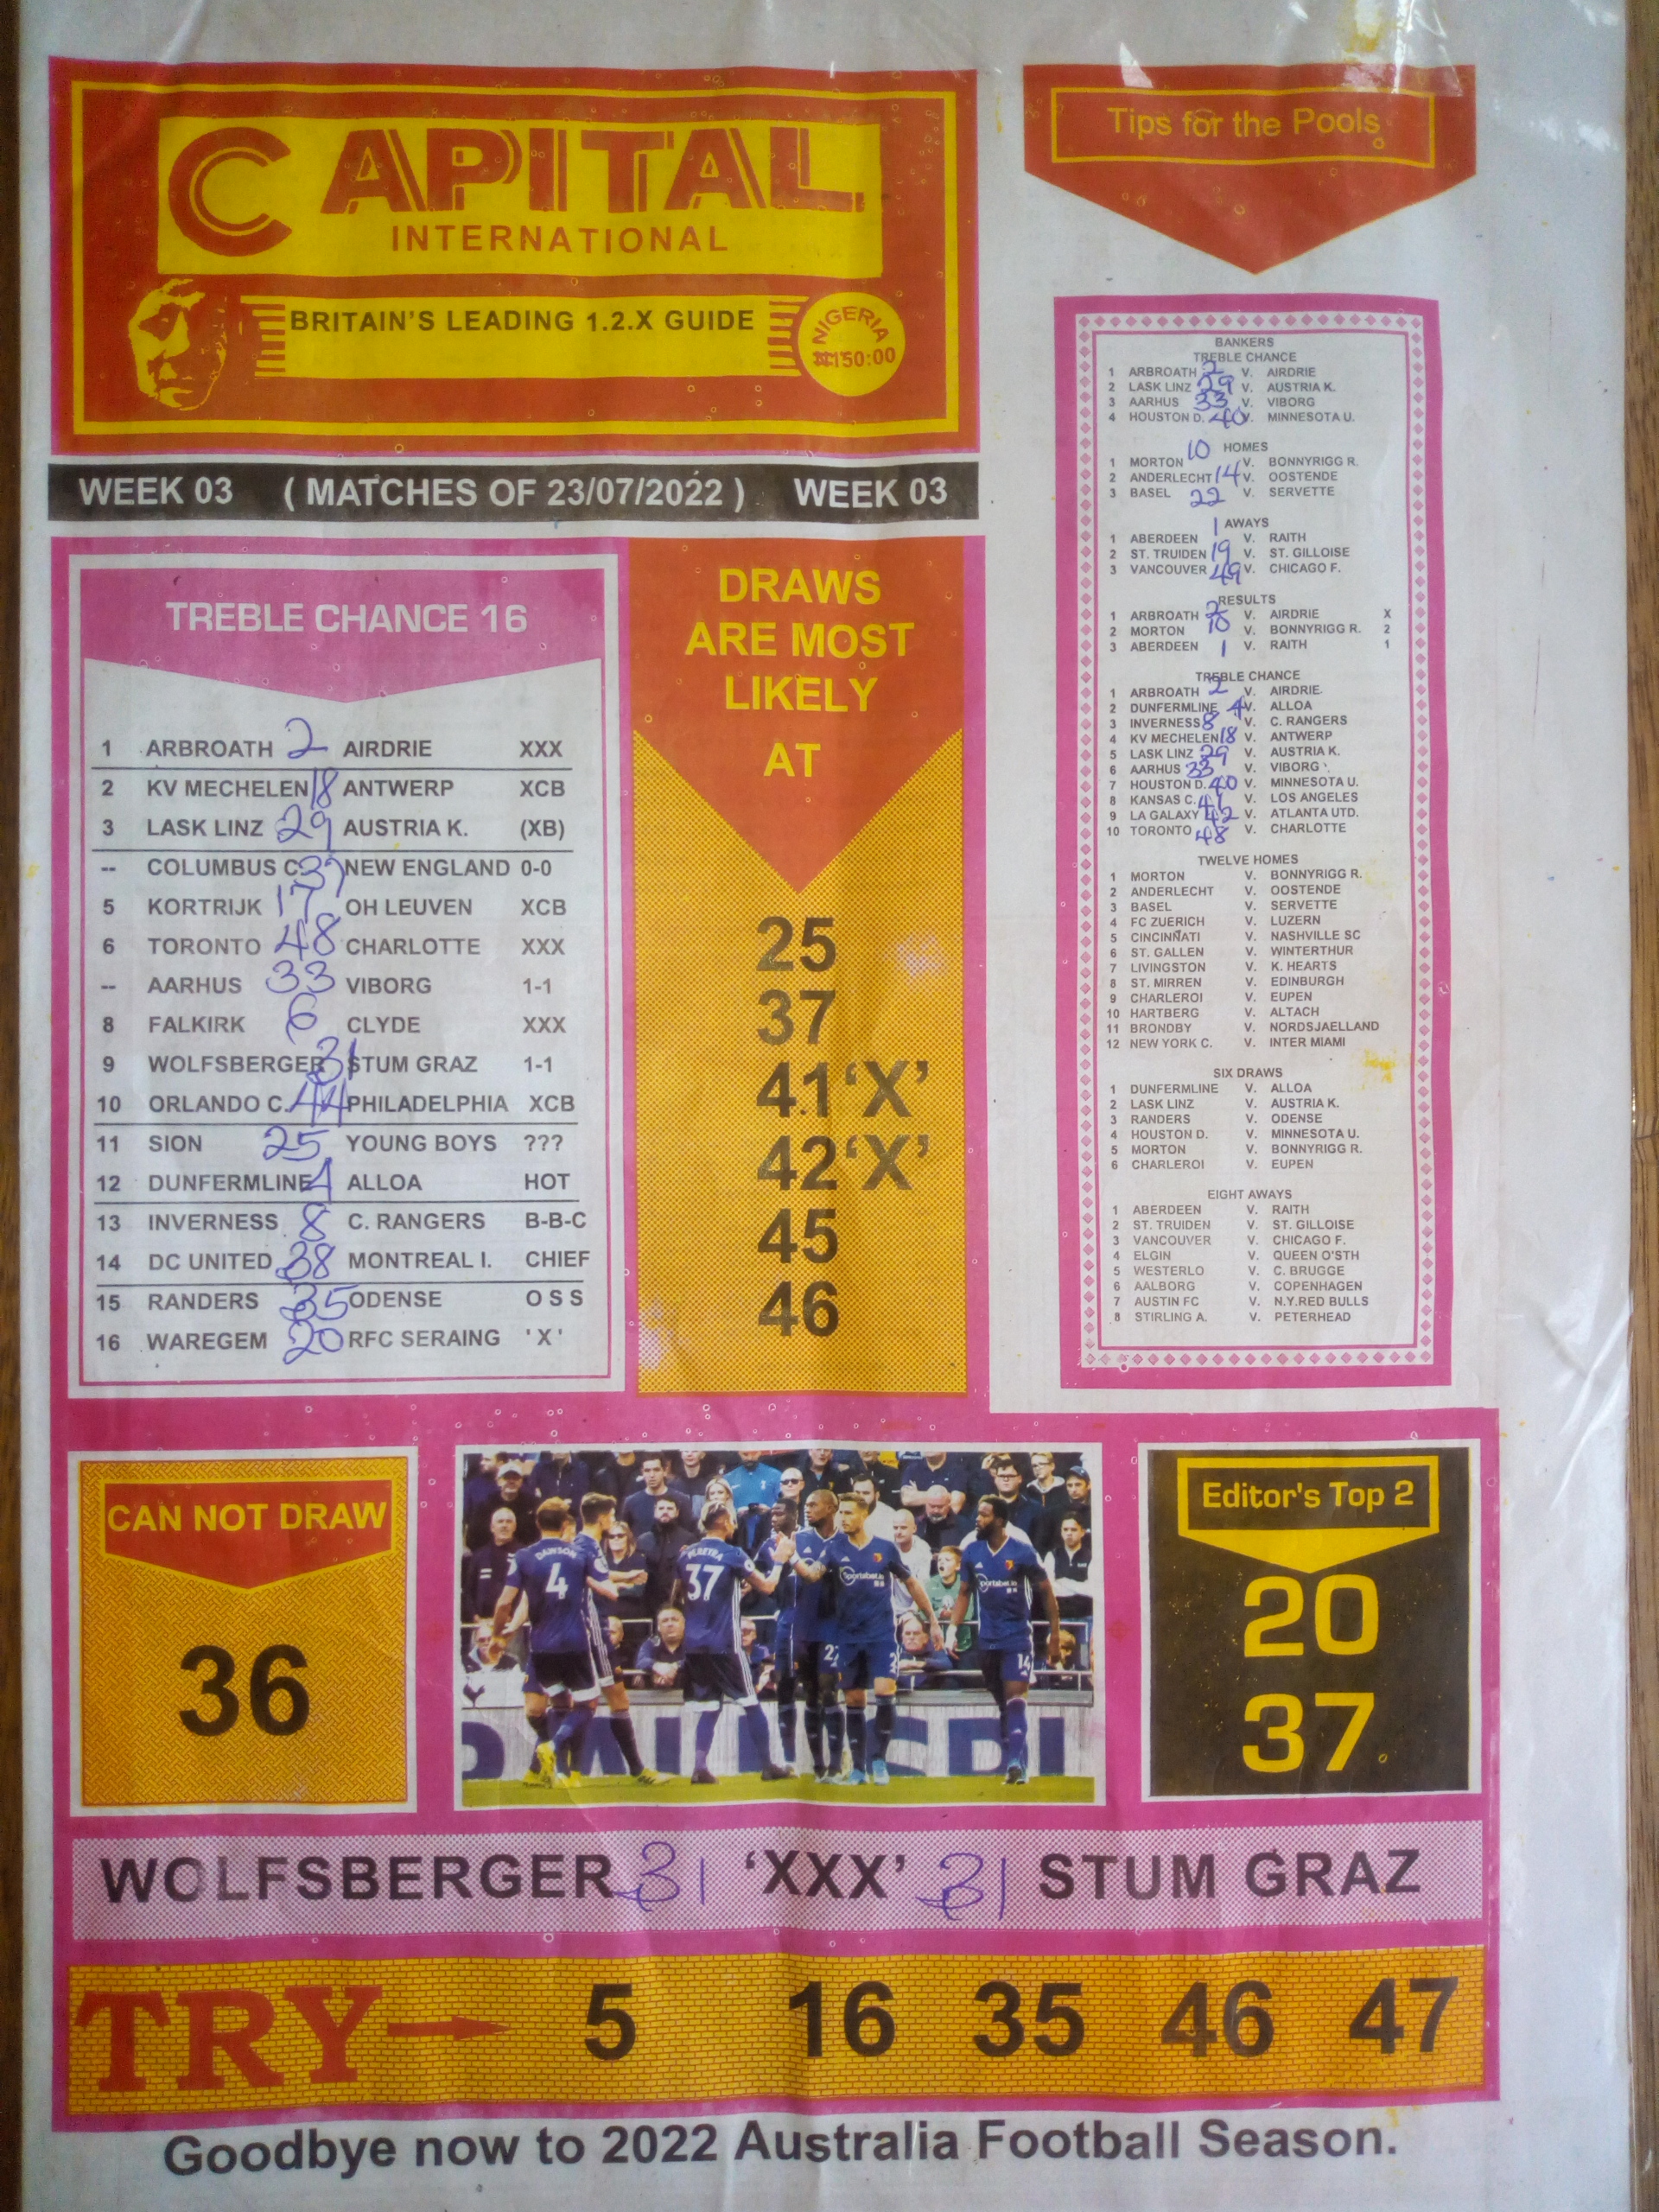 CAPITAL
INTERNATIONAL
BRITAIN'S LEADING 1.2.X GUIDE
NIGERIA
₦150:00
WEEK 03 ( MATCHES OF 23/07/2022 ) WEEK 03
TREBLE CHANCE 16
1 ARBROATH 2 AIRDRIE XXX
2 KV MECHELEN 18 ANTWERP XCB
3 LASK LINZ 29 AUSTRIA K. (XB)
-- COLUMBUS C. 37 NEW ENGLAND 0-0
5 KORTRIJK 17 OH LEUVEN XCB
6 TORONTO 48 CHARLOTTE XXX
-- AARHUS 33 VIBORG 1-1
8 FALKIRK 6 CLYDE XXX
9 WOLFSBERGER 31 STUM GRAZ 1-1
10 ORLANDO C. 44 PHILADELPHIA XCB
11 SION 25 YOUNG BOYS ???
12 DUNFERMLINE 4 ALLOA HOT
13 INVERNESS 8 C. RANGERS B-B-C
14 DC UNITED 38 MONTREAL I. CHIEF
15 RANDERS 35 ODENSE O S S
16 WAREGEM 20 RFC SERAING 'X'
DRAWS
ARE MOST
LIKELY
AT
25
37
41 'X'
42 'X'
45
46
Tips for the Pools
BANKERS
TREBLE CHANCE
1 ARBROATH 2 V. AIRDRIE
2 LASK LINZ 29 V. AUSTRIA K.
3 AARHUS 33 V. VIBORG
4 HOUSTON D. 40 V. MINNESOTA U.
HOMES
1 MORTON 10 V. BONNYRIGG R.
2 ANDERLECHT 14 V. OOSTENDE
3 BASEL 22 V. SERVETTE
AWAYS
1 ABERDEEN 1 V. RAITH
2 ST. TRUIDEN 19 V. ST. GILLOISE
3 VANCOUVER 49 V. CHICAGO F.
RESULTS
1 ARBROATH 2 V. AIRDRIE X
2 MORTON 10 V. BONNYRIGG R. 2
3 ABERDEEN 1 V. RAITH 1
TREBLE CHANCE
1 ARBROATH 2 V. AIRDRIE
2 DUNFERMLINE 4 V. ALLOA
3 INVERNESS 8 V. C. RANGERS
4 KV MECHELEN 18 V. ANTWERP
5 LASK LINZ 29 V. AUSTRIA K.
6 AARHUS 33 V. VIBORG
7 HOUSTON D. 40 V. MINNESOTA U.
8 KANSAS C. 41 V. LOS ANGELES
9 LA GALAXY 42 V. ATLANTA UTD.
10 TORONTO 48 V. CHARLOTTE
TWELVE HOMES
1 MORTON V. BONNYRIGG R.
2 ANDERLECHT V. OOSTENDE
3 BASEL V. SERVETTE
4 FC ZUERICH V. LUZERN
5 CINCINNATI V. NASHVILLE SC
6 ST. GALLEN V. WINTERTHUR
7 LIVINGSTON V. K. HEARTS
8 ST. MIRREN V. EDINBURGH
9 CHARLEROI V. EUPEN
10 HARTBERG V. ALTACH
11 BRONDBY V. NORDSJAELLAND
12 NEW YORK C. V. INTER MIAMI
SIX DRAWS
1 DUNFERMLINE V. ALLOA
2 LASK LINZ V. AUSTRIA K.
3 RANDERS V. ODENSE
4 HOUSTON D. V. MINNESOTA U.
5 MORTON V. BONNYRIGG R.
6 CHARLEROI V. EUPEN
EIGHT AWAYS
1 ABERDEEN V. RAITH
2 ST. TRUIDEN V. ST. GILLOISE
3 VANCOUVER V. CHICAGO F.
4 ELGIN V. QUEEN O'STH
5 WESTERLO V. C. BRUGGE
6 AALBORG V. COPENHAGEN
7 AUSTIN FC V. N.Y.RED BULLS
8 STIRLING A. V. PETERHEAD
CAN NOT DRAW
36
DAWSON
4
PEREYRA
37
Sportsbet.io
14
Editor's Top 2
20
37
WOLFSBERGER 31 'XXX' 31 STUM GRAZ
TRY 5 16 35 46 47
Goodbye now to 2022 Australia Football Season.